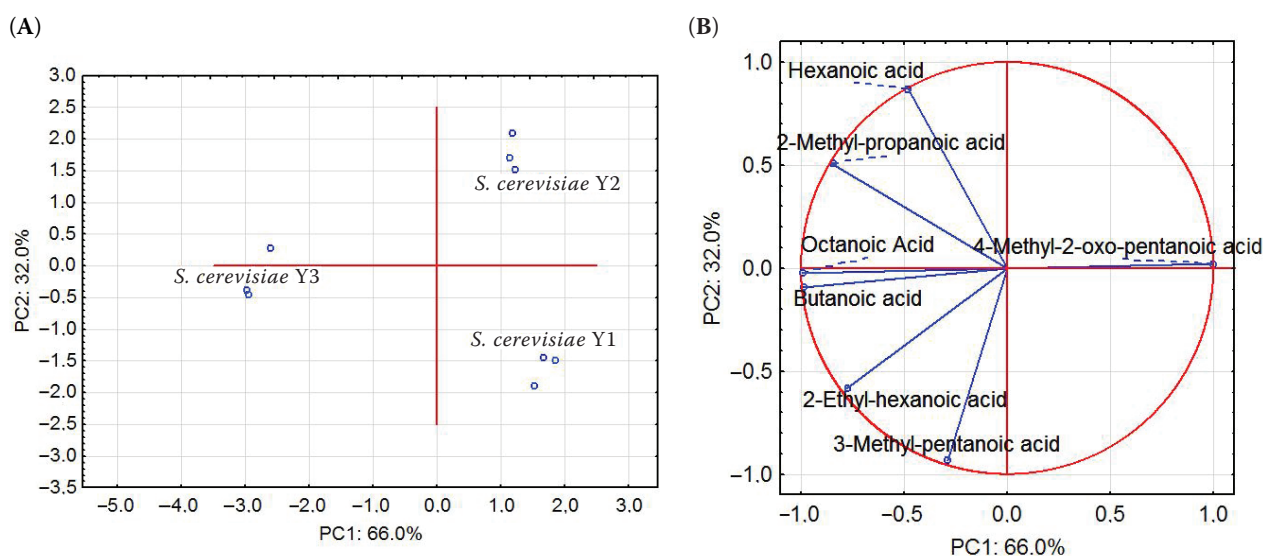 (A)
3.0
2.5
2.0
1.5
1.0
0.5
0.0
−0.5
−1.0
−1.5
−2.0
−2.5
−3.0
−3.5
PC2: 32.0%
S. cerevisiae Y2
S. cerevisiae Y3
S. cerevisiae Y1
−5.0 −4.0 −3.0 −2.0 −1.0 0.0 1.0 2.0 3.0
PC1: 66.0%
(B)
1.0
0.5
0.0
−0.5
−1.0
PC2: 32.0%
Hexanoic acid
2-Methyl-propanoic acid
Octanoic Acid
4-Methyl-2-oxo-pentanoic acid
Butanoic acid
2-Ethyl-hexanoic acid
3-Methyl-pentanoic acid
−1.0 −0.5 0.0 0.5 1.0
PC1: 66.0%